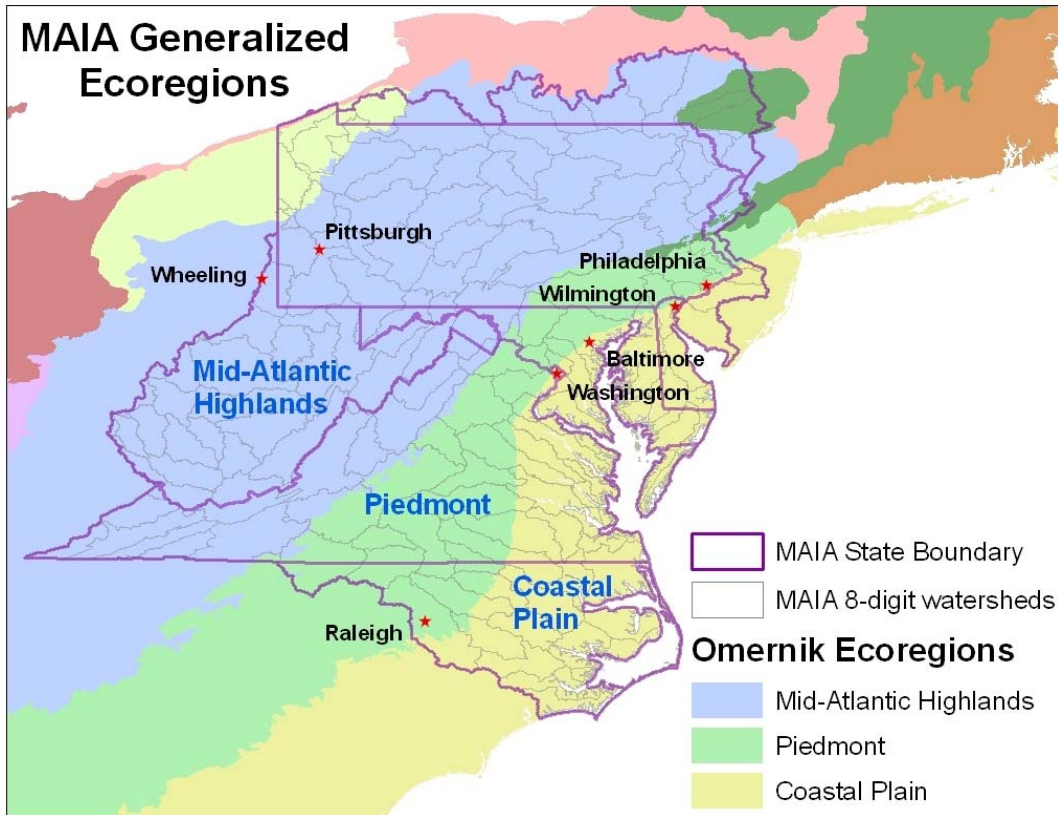 MAIA Generalized
Ecoregions
Pittsburgh
Wheeling
Philadelphia
Wilmington
Baltimore
Washington
Mid-Atlantic
Highlands
Piedmont
Coastal
Plain
Raleigh
MAIA State Boundary
MAIA 8-digit watersheds
Omernik Ecoregions
Mid-Atlantic Highlands
Piedmont
Coastal Plain